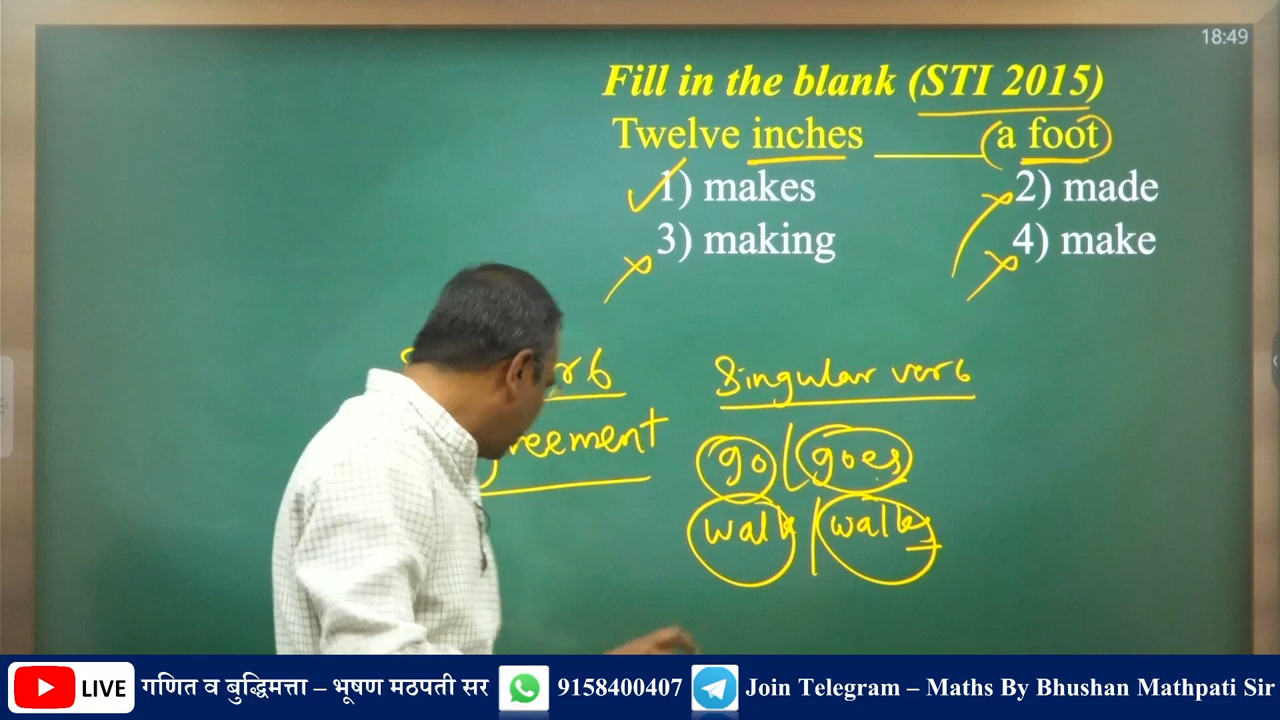 18:49
Fill in the blank (STI 2015)
Twelve inches ______ a foot
1) makes 2) made
3) making 4) make
Singular verb
go / goes
walk / walks
LIVE गणित व बुद्धिमत्ता – भूषण मठपती सर 9158400407 Join Telegram – Maths By Bhushan Mathpati Sir